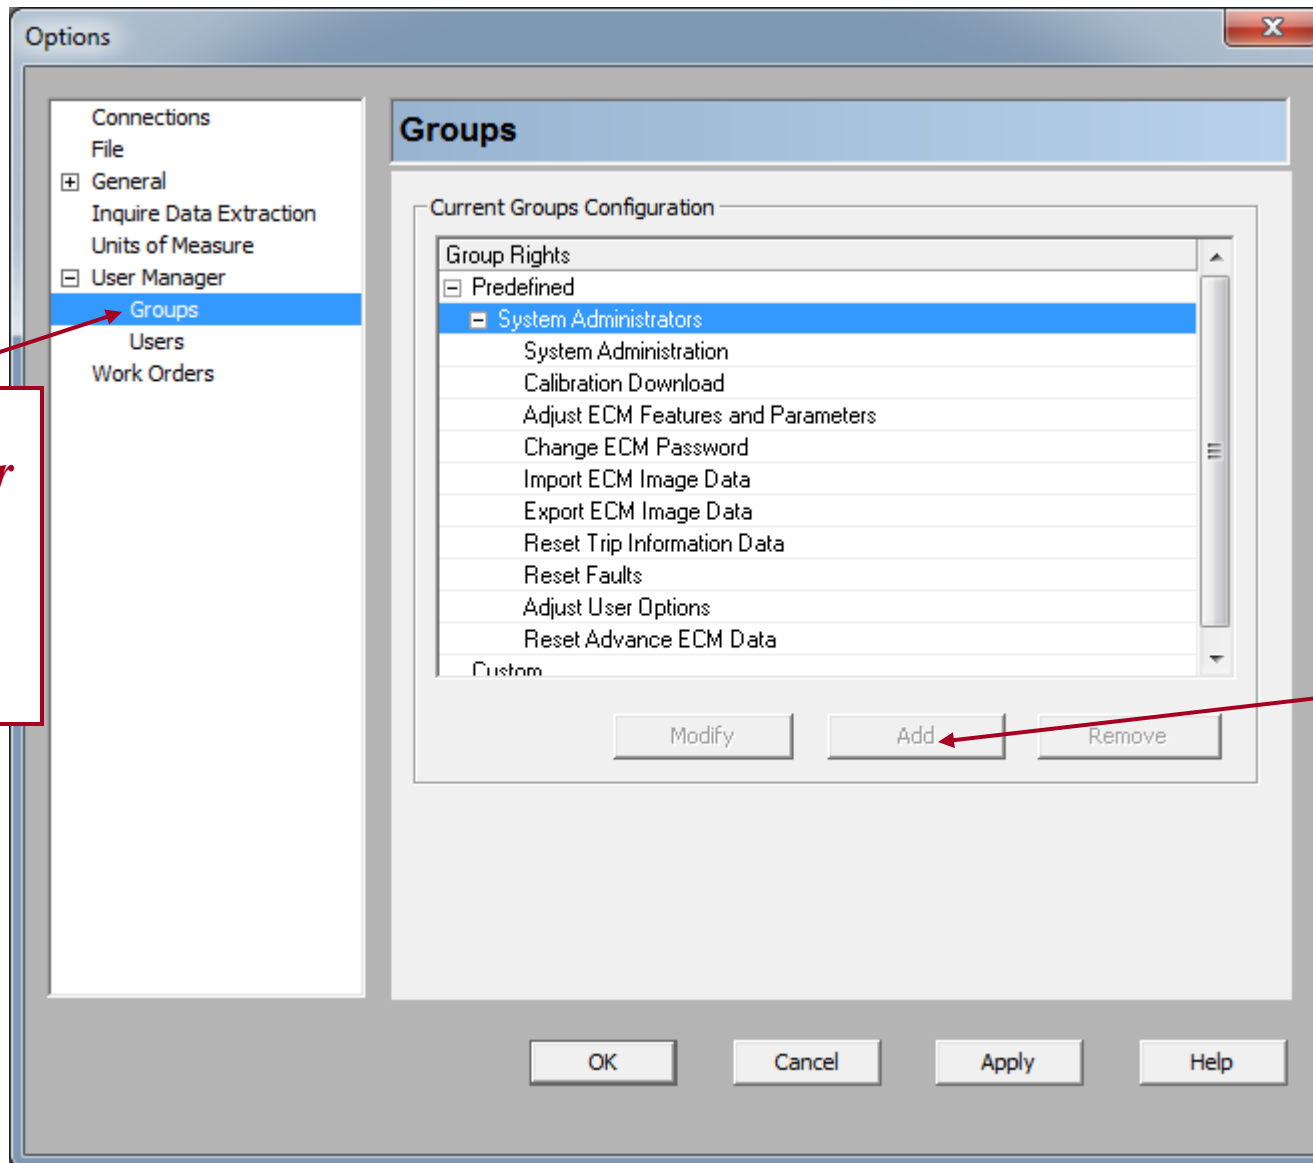 Options
X
Connections
File
General
Inquire Data Extraction
Units of Measure
User Manager
Groups
Users
Work Orders
r
Groups
Current Groups Configuration
Group Rights
Predefined
System Administrators
System Administration
Calibration Download
Adjust ECM Features and Parameters
Change ECM Password
Import ECM Image Data
Export ECM Image Data
Reset Trip Information Data
Reset Faults
Adjust User Options
Reset Advance ECM Data
Custom
Modify Add Remove
OK Cancel Apply Help